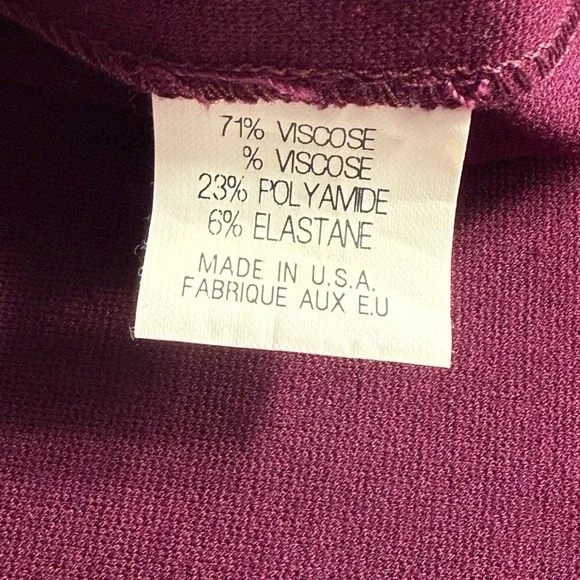 71% VISCOSE
% VISCOSE
23% POLYAMIDE
6% ELASTANE
MADE IN U.S.A.
FABRIQUE AUX E.U